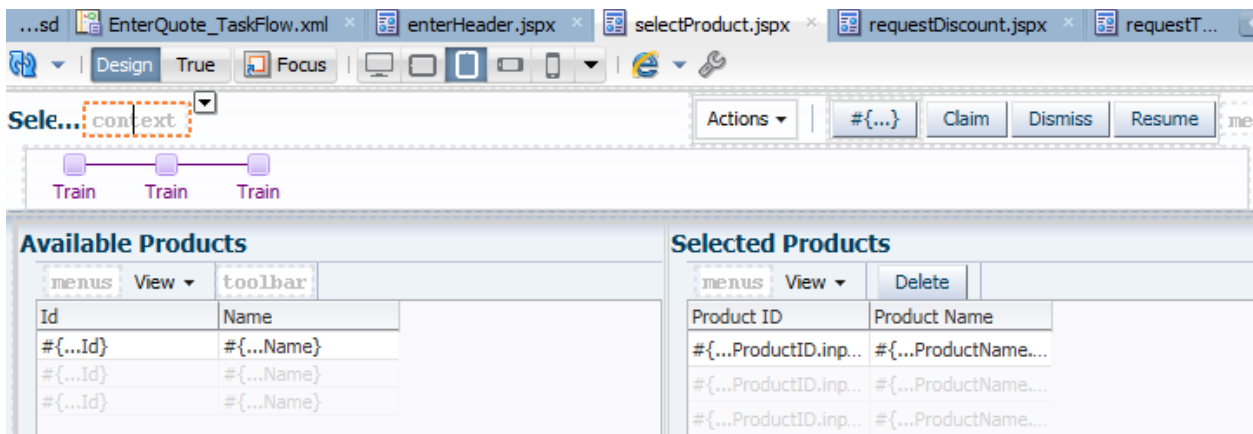 ...sd EnterQuote_TaskFlow.xml enterHeader.jspx selectProduct.jspx requestDiscount.jspx requestT...
Design True Focus
Sele... context Actions #{...} Claim Dismiss Resume me
Train Train Train
Available Products Selected Products
menus View toolbar menus View Delete
Id Name Product ID Product Name
#{...Id} #{...Name} #{...ProductID.inp... #{...ProductName....
#{...Id} #{...Name} #{...ProductID.inp... #{...ProductName....
#{...Id} #{...Name} #{...ProductID.inp... #{...ProductName....